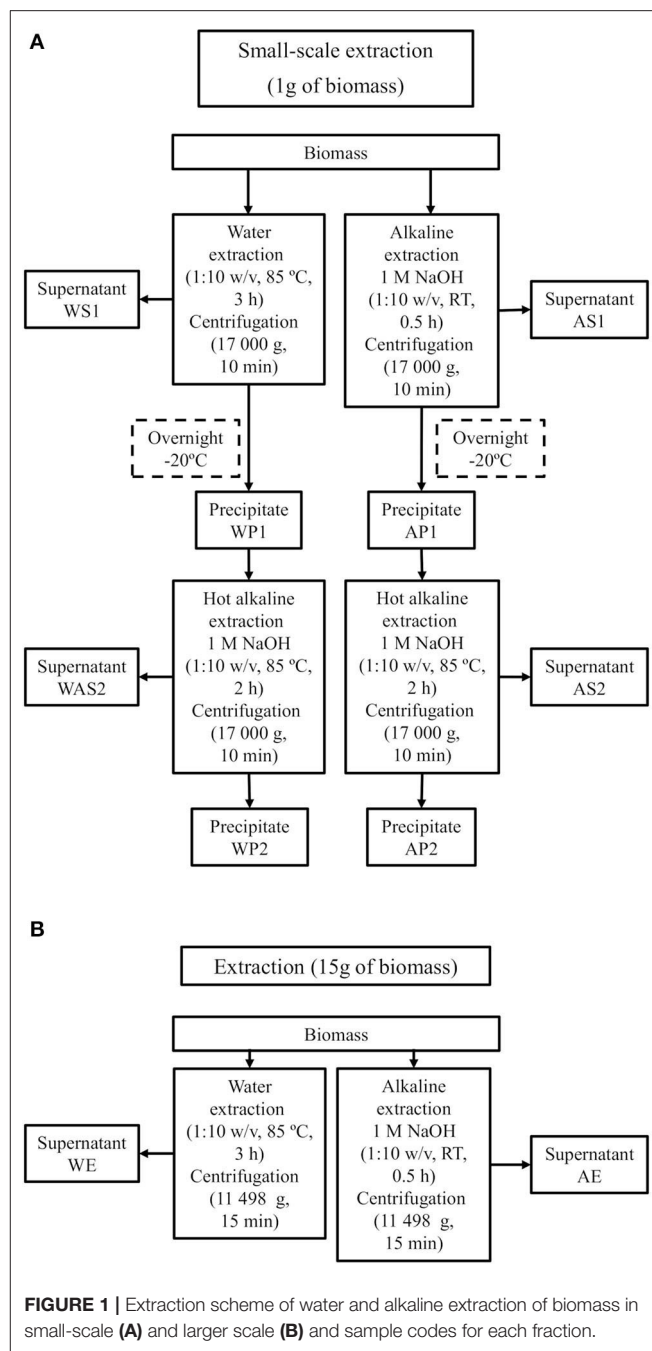 A
Small-scale extraction
(1g of biomass)
Biomass
Water
extraction
(1:10 w/v, 85 ºC,
3 h)
Centrifugation
(17 000 g,
10 min)
Alkaline
extraction
1 M NaOH
(1:10 w/v, RT,
0.5 h)
Centrifugation
(17 000 g,
10 min)
Supernatant
WS1
Supernatant
AS1
Overnight
-20ºC
Overnight
-20ºC
Precipitate
WP1
Precipitate
AP1
Hot alkaline
extraction
1 M NaOH
(1:10 w/v, 85 ºC,
2 h)
Centrifugation
(17 000 g,
10 min)
Hot alkaline
extraction
1 M NaOH
(1:10 w/v, 85 ºC,
2 h)
Centrifugation
(17 000 g,
10 min)
Supernatant
WAS2
Supernatant
AS2
Precipitate
WP2
Precipitate
AP2
B
Extraction (15g of biomass)
Biomass
Water
extraction
(1:10 w/v, 85 ºC,
3 h)
Centrifugation
(11 498 g,
15 min)
Alkaline
extraction
1 M NaOH
(1:10 w/v, RT,
0.5 h)
Centrifugation
(11 498 g,
15 min)
Supernatant
WE
Supernatant
AE
FIGURE 1 | Extraction scheme of water and alkaline extraction of biomass in
small-scale (A) and larger scale (B) and sample codes for each fraction.